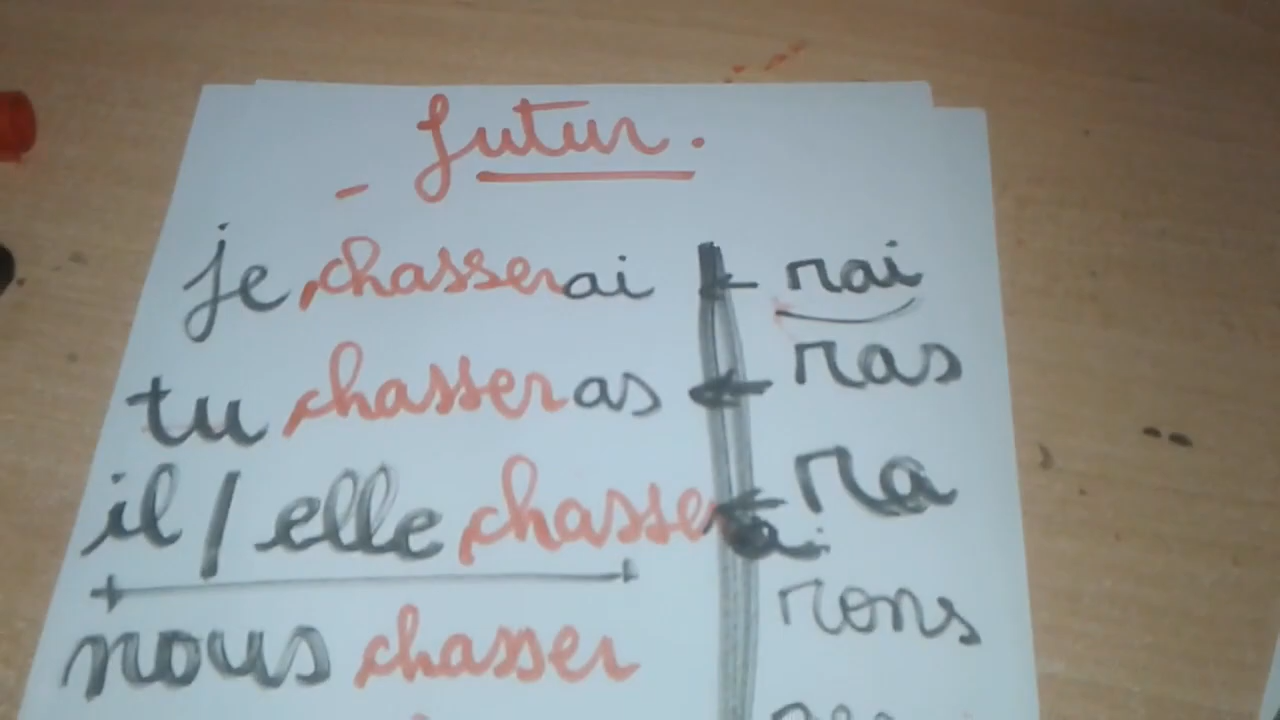 futur.
je chasserai ← rai
tu chasseras ← ras
il / elle chassera ← ra
nous chasser rons